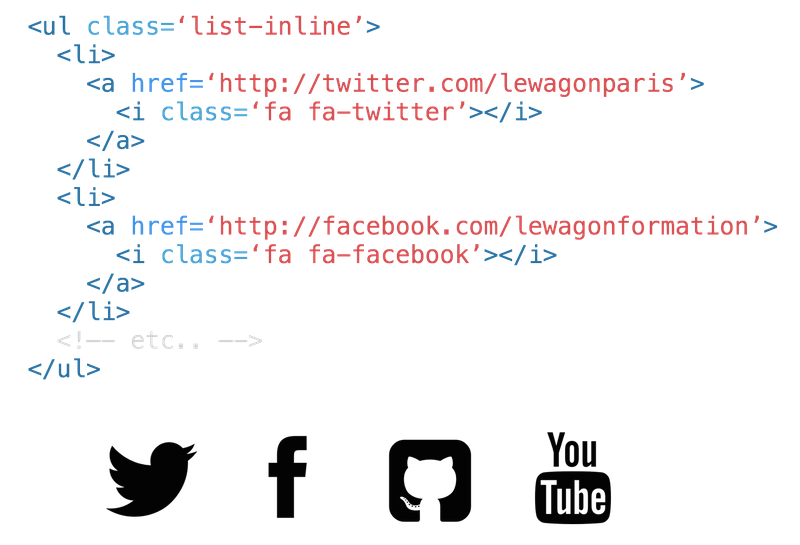 <ul class=‘list-inline’>
  <li>
    <a href=‘http://twitter.com/lewagonparis’>
      <i class=‘fa fa-twitter’></i>
    </a>
  </li>
  <li>
    <a href=‘http://facebook.com/lewagonformation’>
      <i class=‘fa fa-facebook’></i>
    </a>
  </li>
  <!-- etc.. -->
</ul>
You
Tube